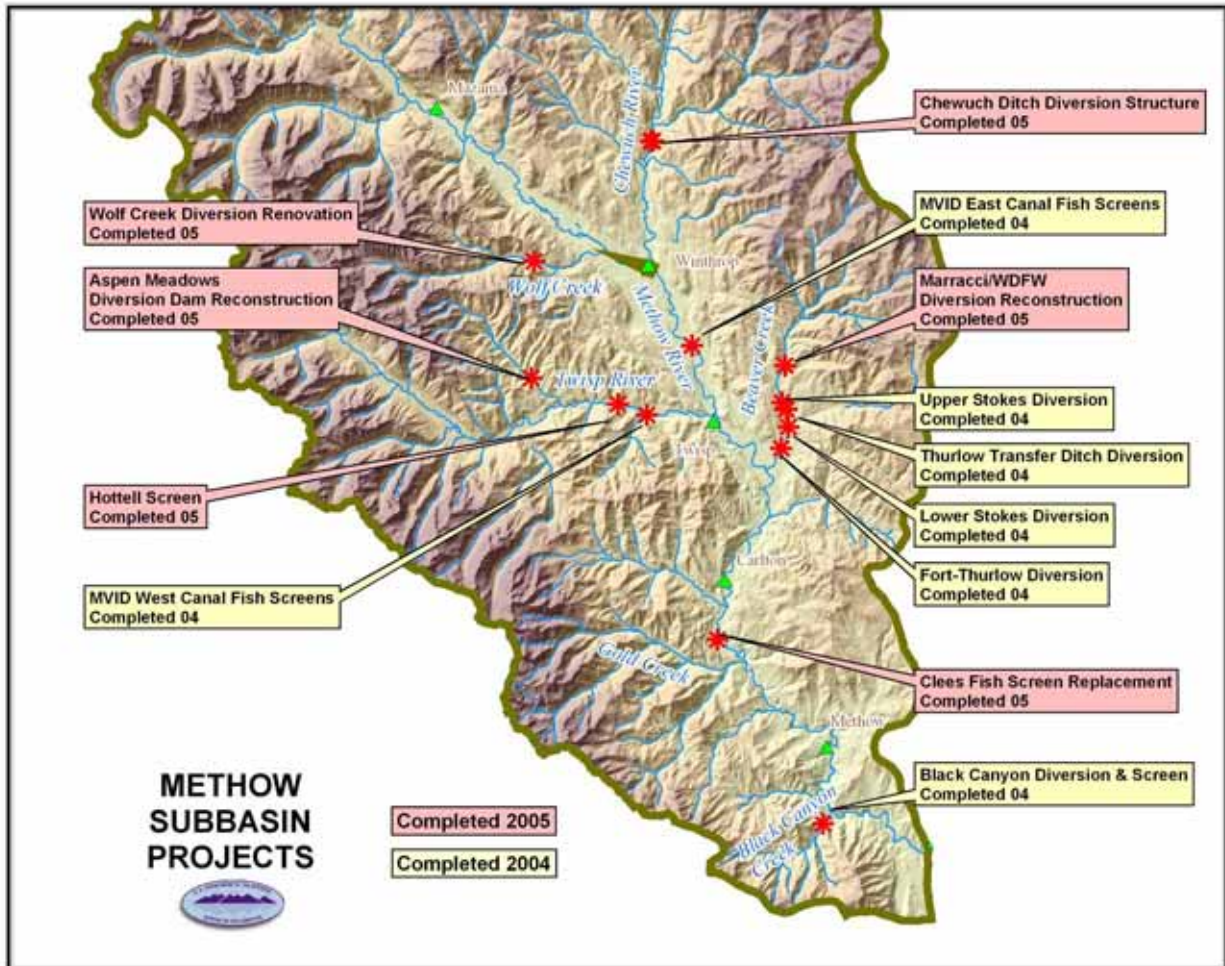 Mazama
Chewuch River
Chewuch Ditch Diversion Structure
Completed 05
Wolf Creek Diversion Renovation
Completed 05
MVID East Canal Fish Screens
Completed 04
Winthrop
Wolf Creek
Aspen Meadows
Diversion Dam Reconstruction
Completed 05
Methow River
Marracci/WDFW
Diversion Reconstruction
Completed 05
Beaver Creek
Twisp River
Upper Stokes Diversion
Completed 04
Twisp
Thurlow Transfer Ditch Diversion
Completed 04
Hottell Screen
Completed 05
Lower Stokes Diversion
Completed 04
Fort-Thurlow Diversion
Completed 04
Carlton
MVID West Canal Fish Screens
Completed 04
Gold Creek
Clees Fish Screen Replacement
Completed 05
Methow
Black Canyon Diversion & Screen
Completed 04
Black Canyon
Creek
METHOW
SUBBASIN
PROJECTS
Completed 2005
Completed 2004